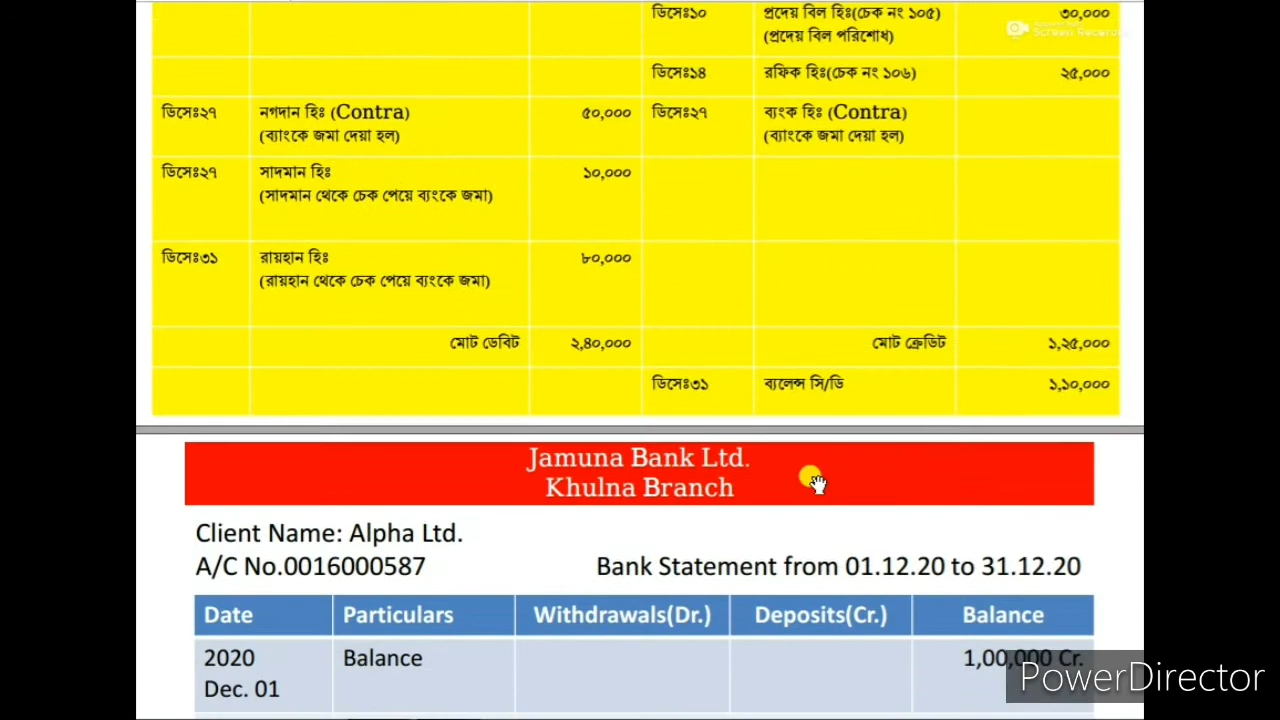 ডিসেঃ১০ প্রদেয় বিল হিঃ(চেক নং ১০৫) ৩০,০০০
(প্রদেয় বিল পরিশোধ)
ডিসেঃ১৪ রফিক হিঃ(চেক নং ১০৬) ২৫,০০০
ডিসেঃ২৭ নগদান হিঃ (Contra) ৫০,০০০ ডিসেঃ২৭ ব্যংক হিঃ (Contra)
(ব্যাংকে জমা দেয়া হল) (ব্যাংকে জমা দেয়া হল)
ডিসেঃ২৭ সাদমান হিঃ ১০,০০০
(সাদমান থেকে চেক পেয়ে ব্যংকে জমা)
ডিসেঃ৩১ রায়হান হিঃ ৮০,০০০
(রায়হান থেকে চেক পেয়ে ব্যংকে জমা)
মোট ডেবিট ২,৪০,০০০ মোট ক্রেডিট ১,২৫,০০০
ডিসেঃ৩১ ব্যলেন্স সি/ডি ১,১০,০০০
Jamuna Bank Ltd.
Khulna Branch
Client Name: Alpha Ltd.
A/C No.0016000587 Bank Statement from 01.12.20 to 31.12.20
Date Particulars Withdrawals(Dr.) Deposits(Cr.) Balance
2020 Balance 1,00,000 Cr.
Dec. 01
PowerDirector